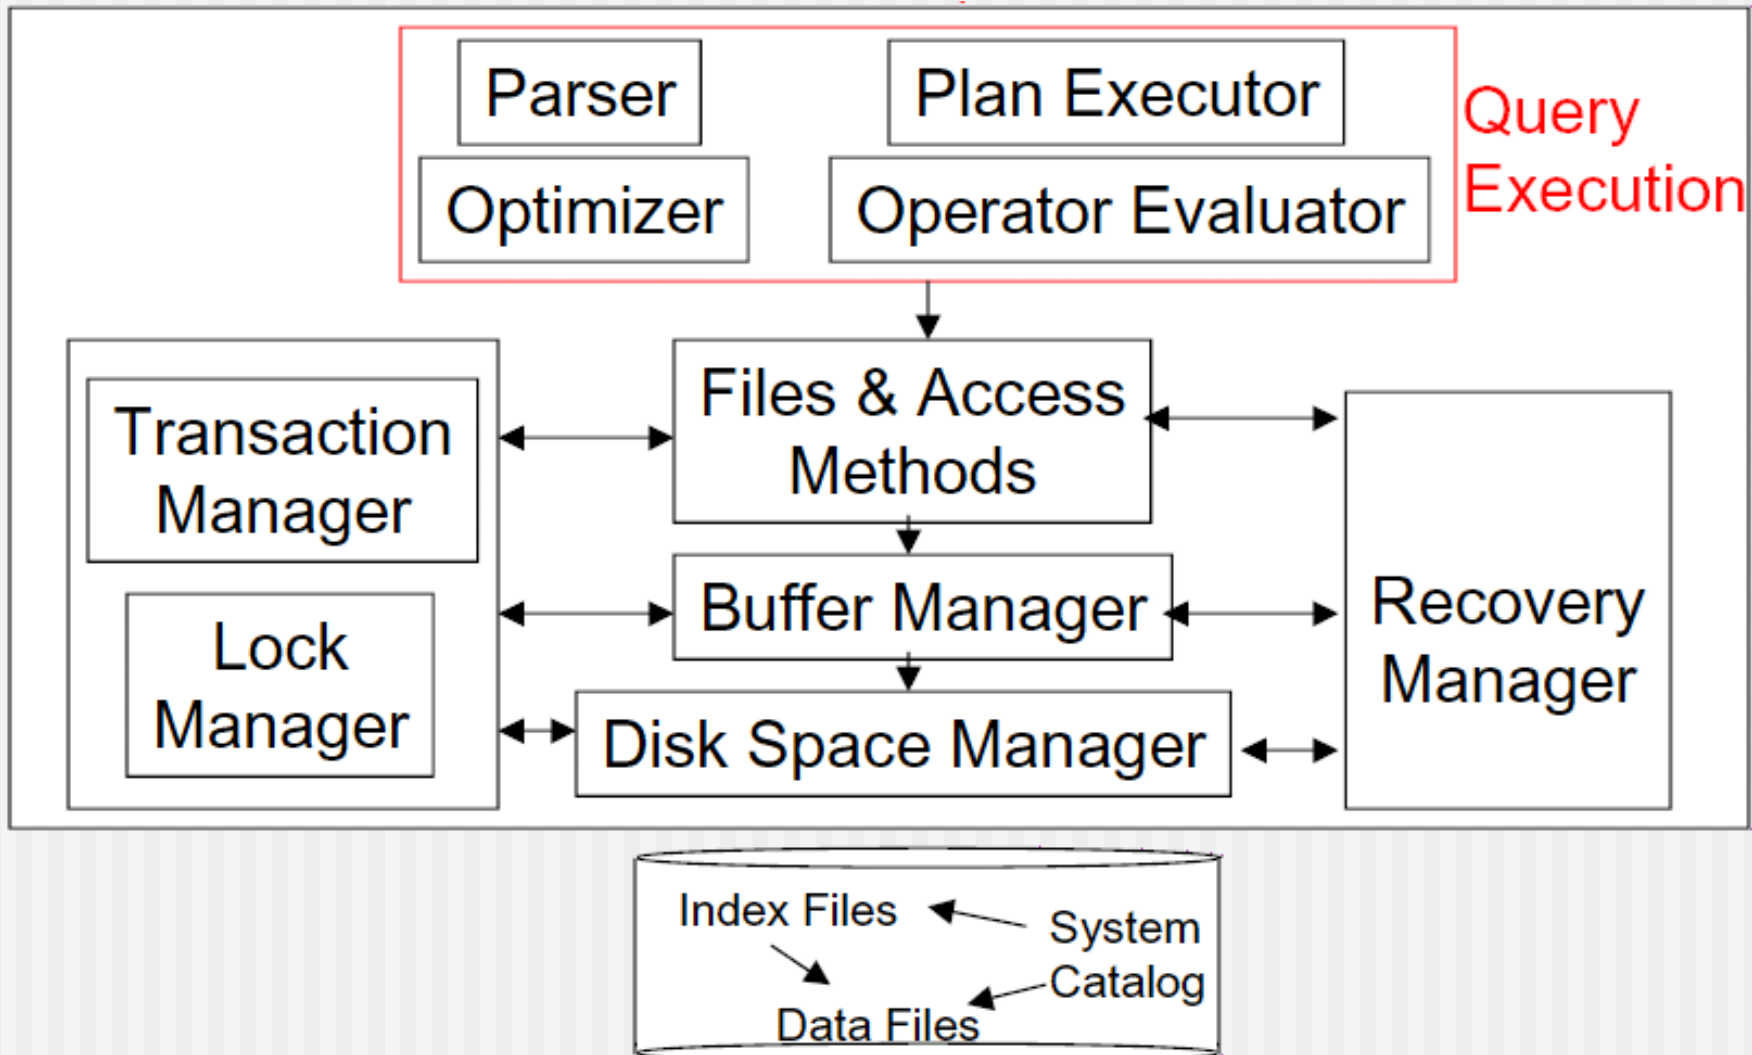 Parser
Plan Executor
Optimizer
Operator Evaluator
Query
Execution
Transaction
Manager
Lock
Manager
Files & Access
Methods
Buffer Manager
Disk Space Manager
Recovery
Manager
Index Files
System
Catalog
Data Files